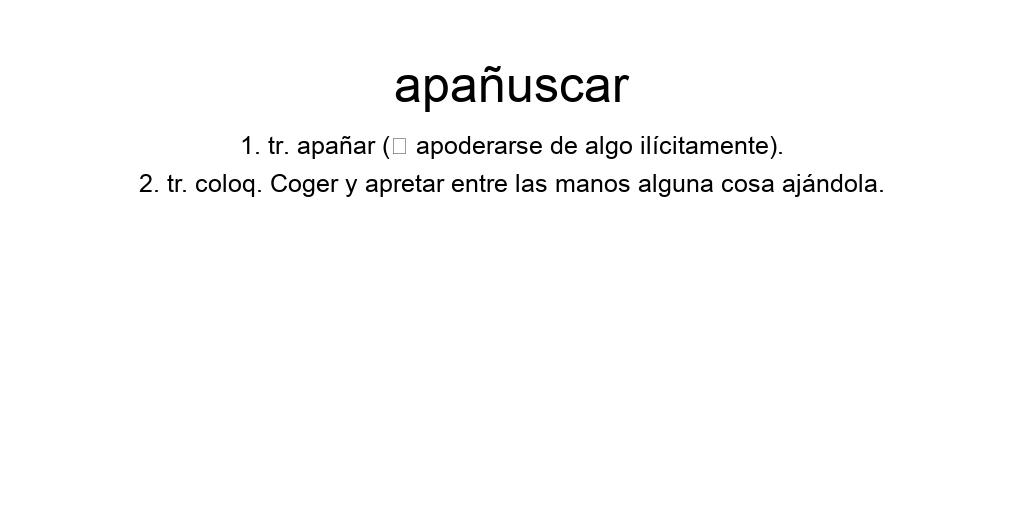 apañuscar
1. tr. apañar (□ apoderarse de algo ilícitamente).
2. tr. coloq. Coger y apretar entre las manos alguna cosa ajándola.